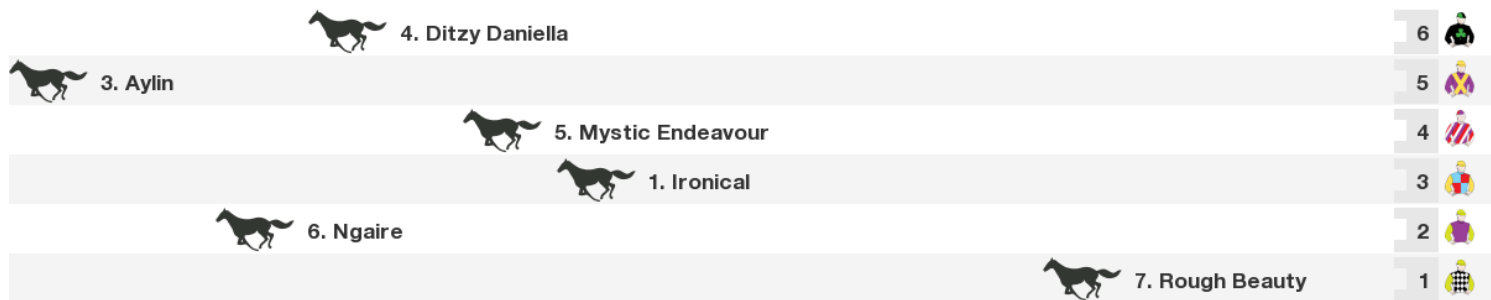 4. Ditzy Daniella 6
3. Aylin 5
5. Mystic Endeavour 4
1. Ironical 3
6. Ngaire 2
7. Rough Beauty 1